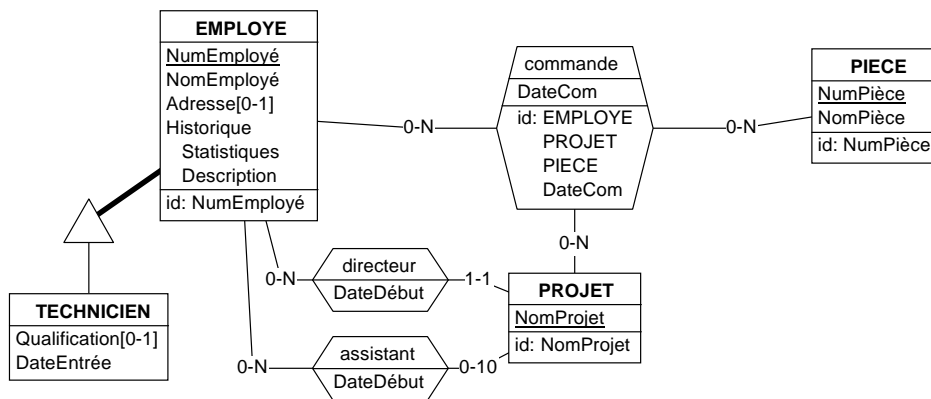 EMPLOYE
NumEmployé
NomEmployé
Adresse[0-1]
Historique
Statistiques
Description
id: NumEmployé
commande
DateCom
id: EMPLOYE
PROJET
PIECE
DateCom
PIECE
NumPièce
NomPièce
id: NumPièce
0-N
0-N
0-N
TECHNICIEN
Qualification[0-1]
DateEntrée
0-N
directeur
DateDébut
1-1
0-N
assistant
DateDébut
0-10
PROJET
NomProjet
id: NomProjet